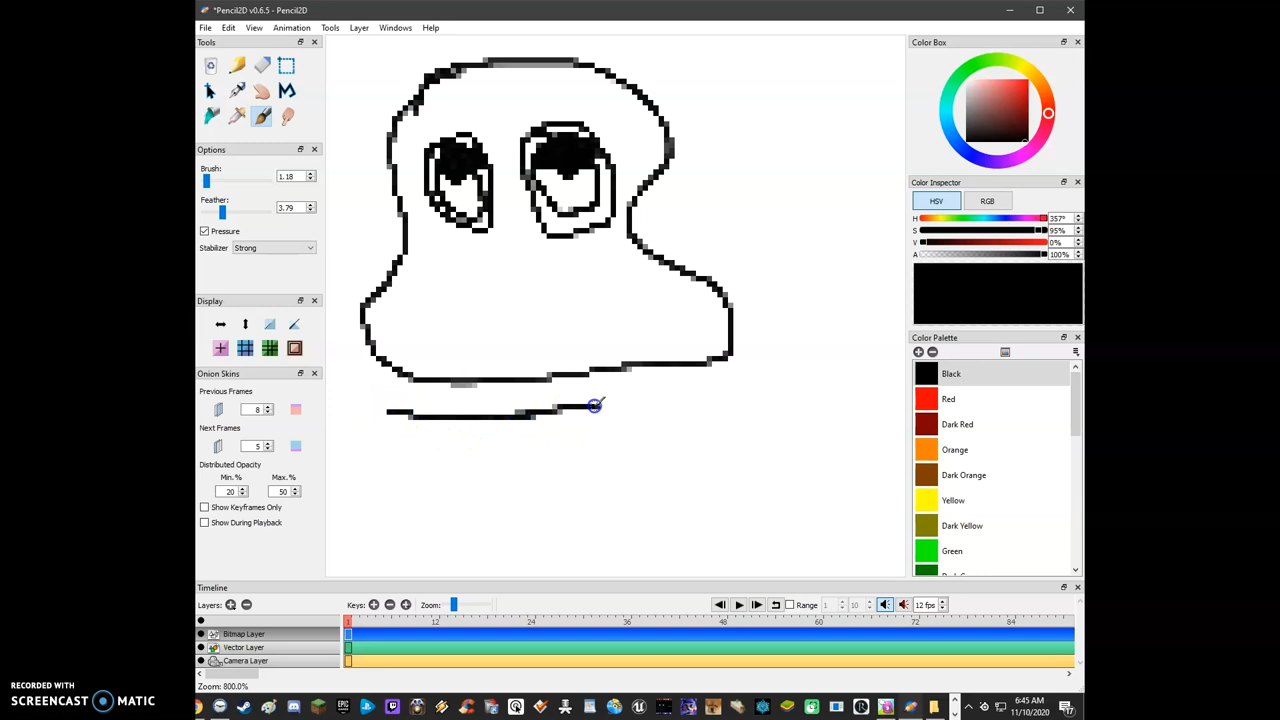 *Pencil2D v0.6.5 - Pencil2D
File Edit View Animation Tools Layer Windows Help
Tools
Options
Brush:
1.18
Feather:
3.79
Pressure
Stabilizer Strong
Display
Onion Skins
Previous Frames
8
Next Frames
5
Distributed Opacity
Min. % Max. %
20 50
Show Keyframes Only
Show During Playback
Color Box
Color Inspector
HSV RGB
H 357°
S 95%
V 0%
A 100%
Color Palette
Black
Red
Dark Red
Orange
Dark Orange
Yellow
Dark Yellow
Green
Timeline
Layers: Keys: Zoom: Range 1 10 12 fps
1 12 24 36 48 60 72 84
Bitmap Layer
Vector Layer
Camera Layer
Zoom: 800.0%
RECORDED WITH
SCREENCAST MATIC
6:45 AM
11/10/2020
17